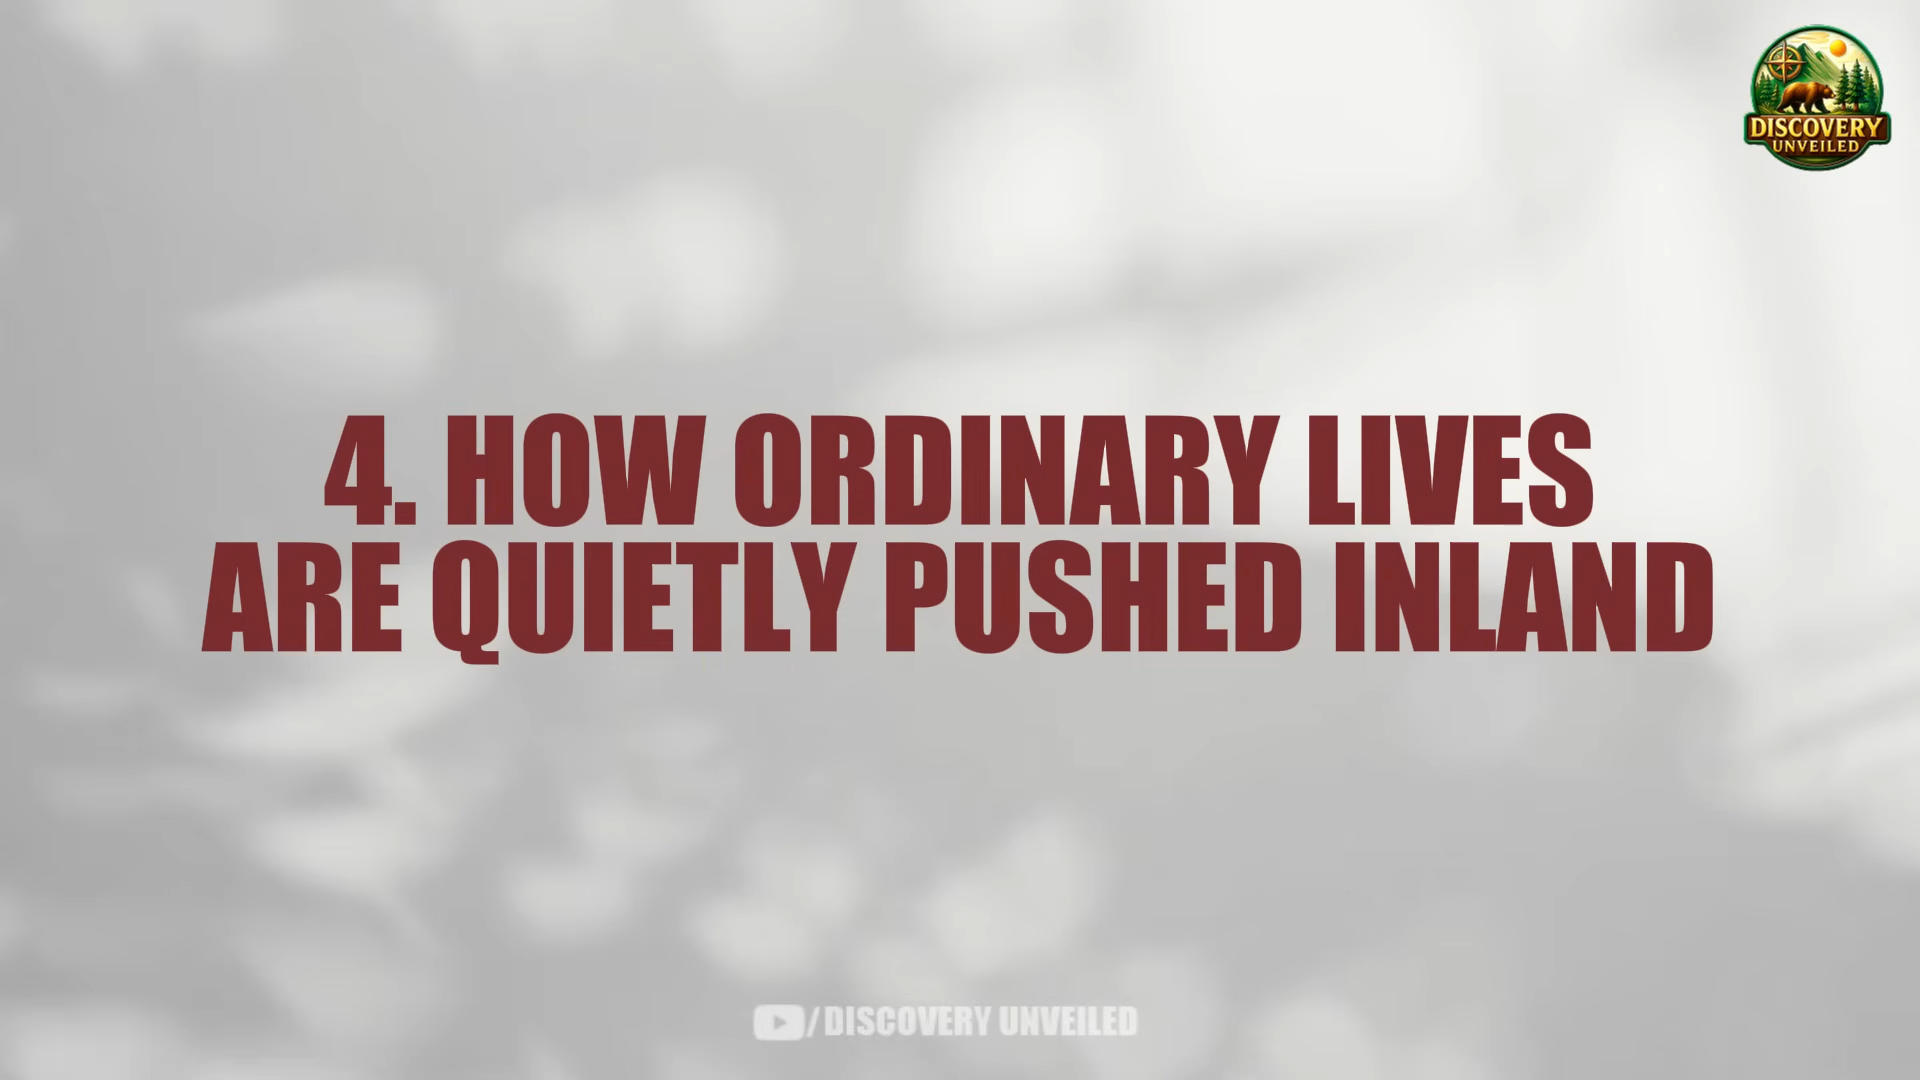 DISCOVERY
UNVEILED
4. HOW ORDINARY LIVES
ARE QUIETLY PUSHED INLAND
/DISCOVERY UNVEILED